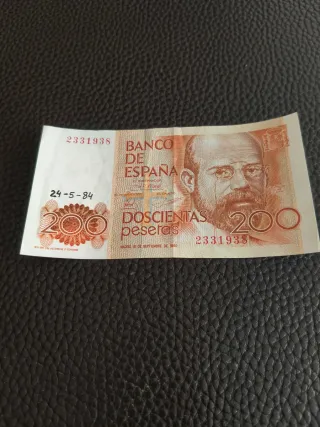 2331938
BANCO
DE
ESPAÑA
24-5-84
200
DOSCIENTAS
pesetas
200
2331938